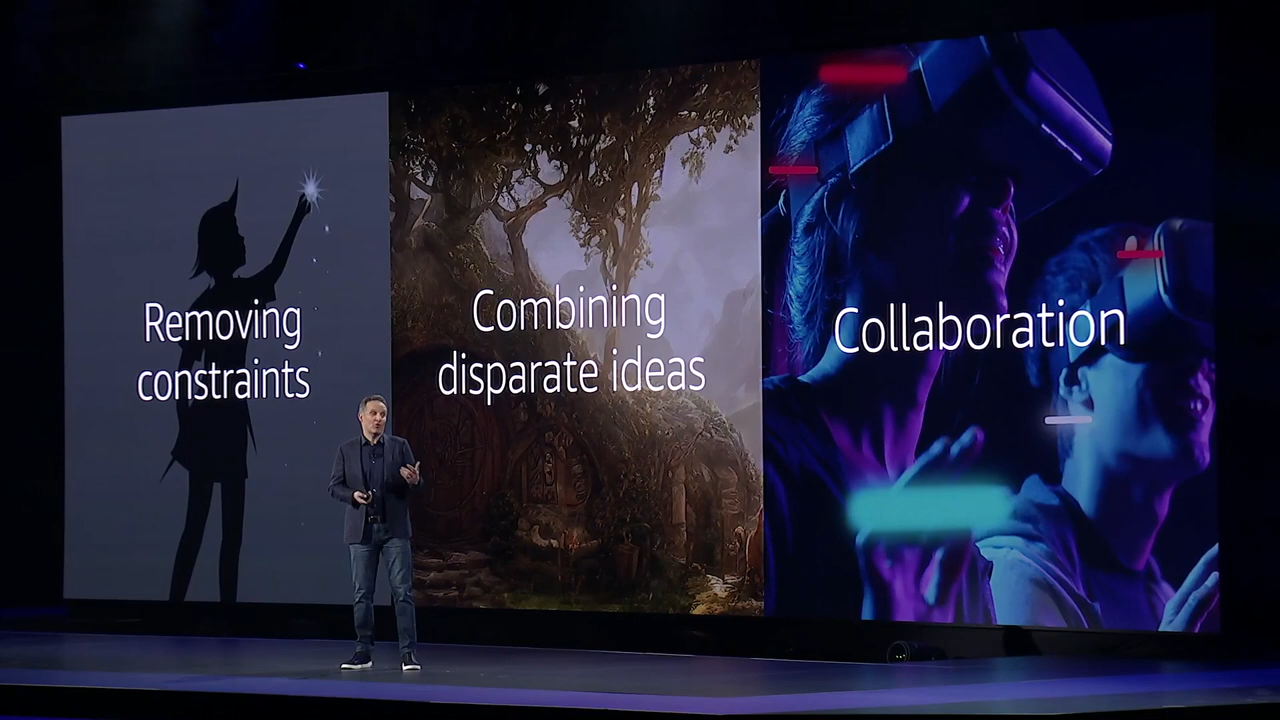 Removing
constraints
Combining
disparate ideas
Collaboration